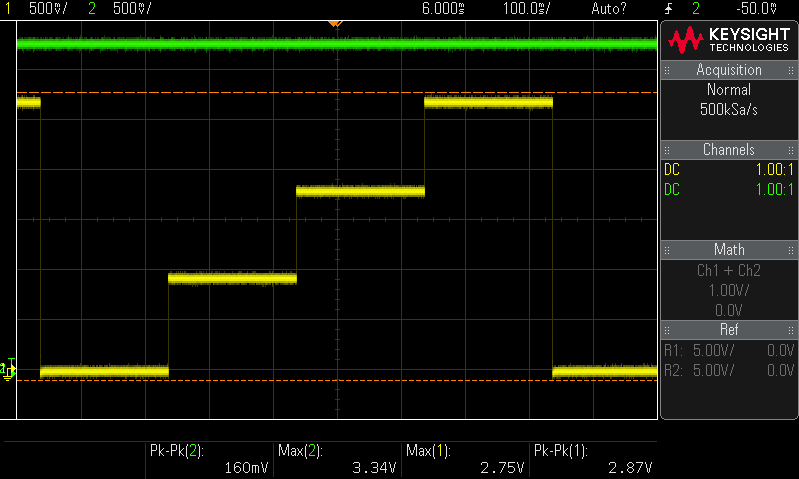 1 500mV/ 2 500mV/ 6.000s 100.0s/ Auto? 2 -50.0mV
KEYSIGHT
TECHNOLOGIES
Acquisition
Normal
500kSa/s
Channels
DC 1.00:1
DC 1.00:1
Math
Ch1 + Ch2
1.00V/
0.0V
Ref
R1: 5.00V/ 0.0V
R2: 5.00V/ 0.0V
Pk-Pk(2): Max(2): Max(1): Pk-Pk(1):
160mV 3.34V 2.75V 2.87V